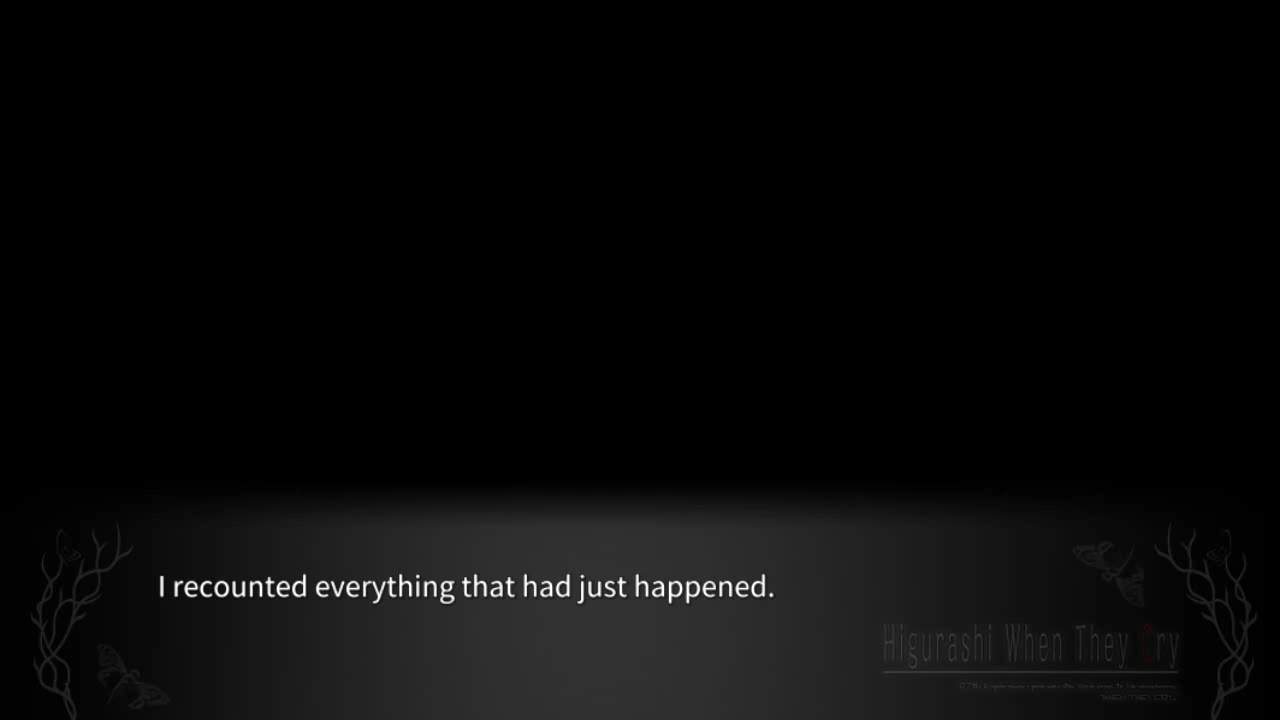 I recounted everything that had just happened.
Higurashi When They Cry